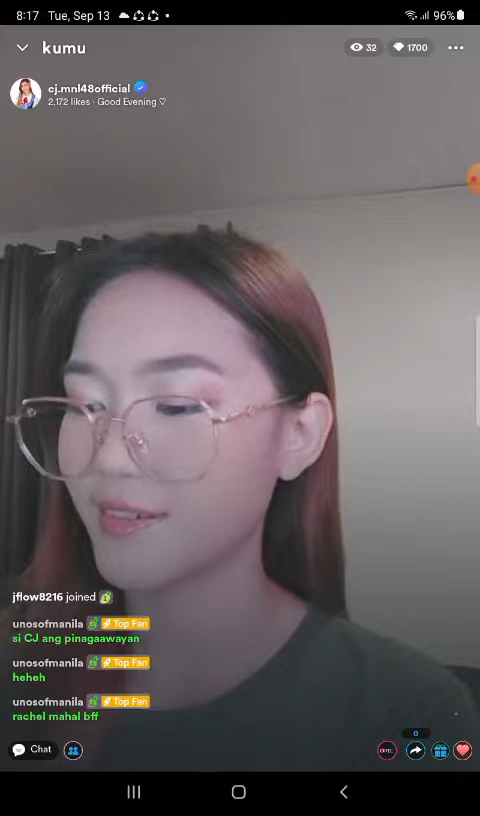 8:17 Tue, Sep 13 96%
kumu 32 1700
cj.mnl48official
2,172 likes · Good Evening ♡
jflow8216 joined
unosofmanila Top Fan
si CJ ang pinagaawayan
unosofmanila Top Fan
heheh
unosofmanila Top Fan
rachel mahal bff
0
Chat